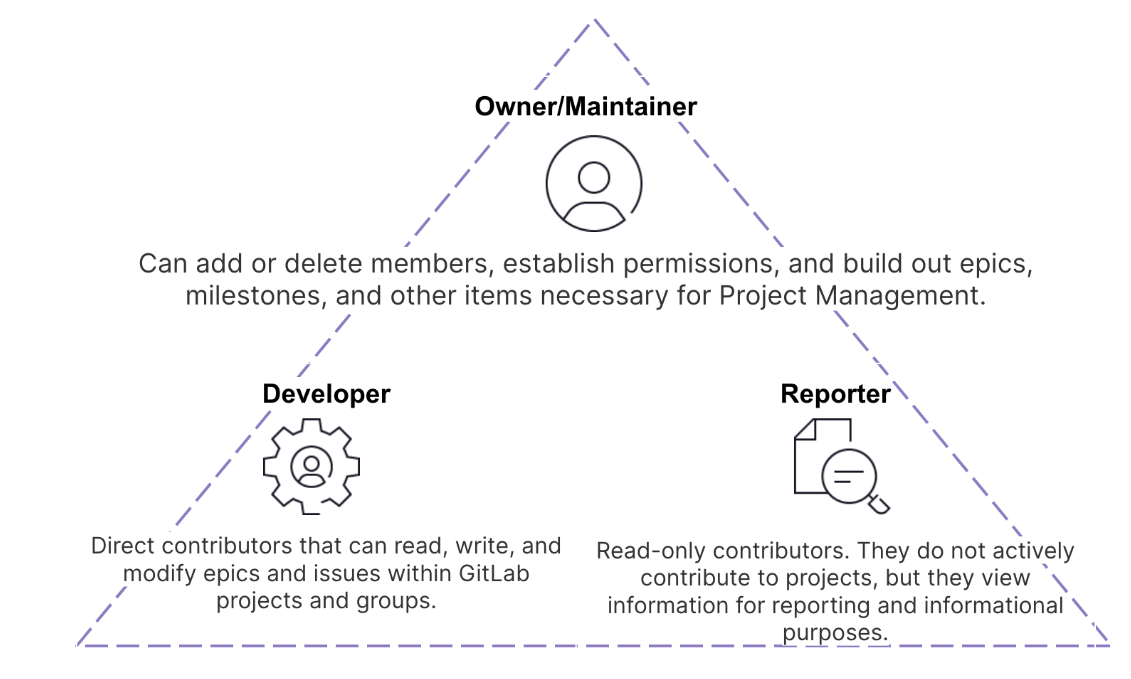 Owner/Maintainer
Can add or delete members, establish permissions, and build out epics,
milestones, and other items necessary for Project Management.
Developer
Direct contributors that can read, write, and
modify epics and issues within GitLab
projects and groups.
Reporter
Read-only contributors. They do not actively
contribute to projects, but they view
information for reporting and informational
purposes.